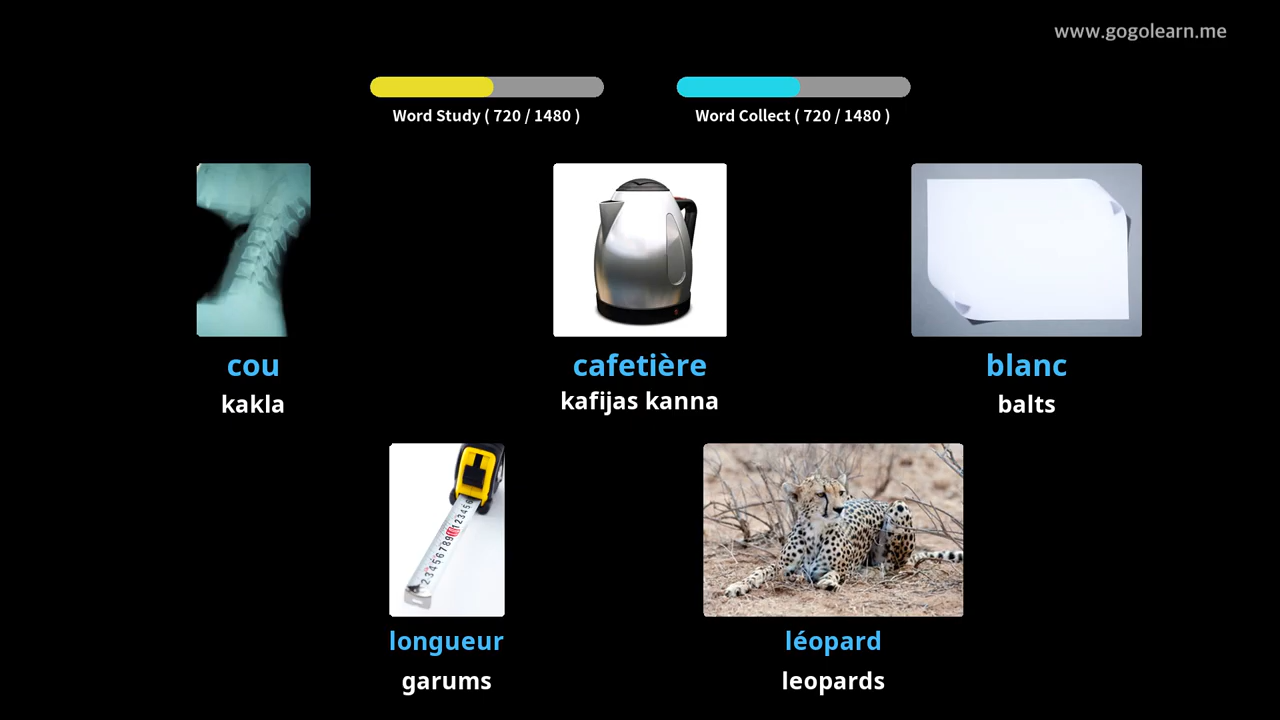 www.gogolearn.me
Word Study ( 720 / 1480 )
Word Collect ( 720 / 1480 )
cou
kakla
cafetière
kafijas kanna
blanc
balts
longueur
garums
léopard
leopards